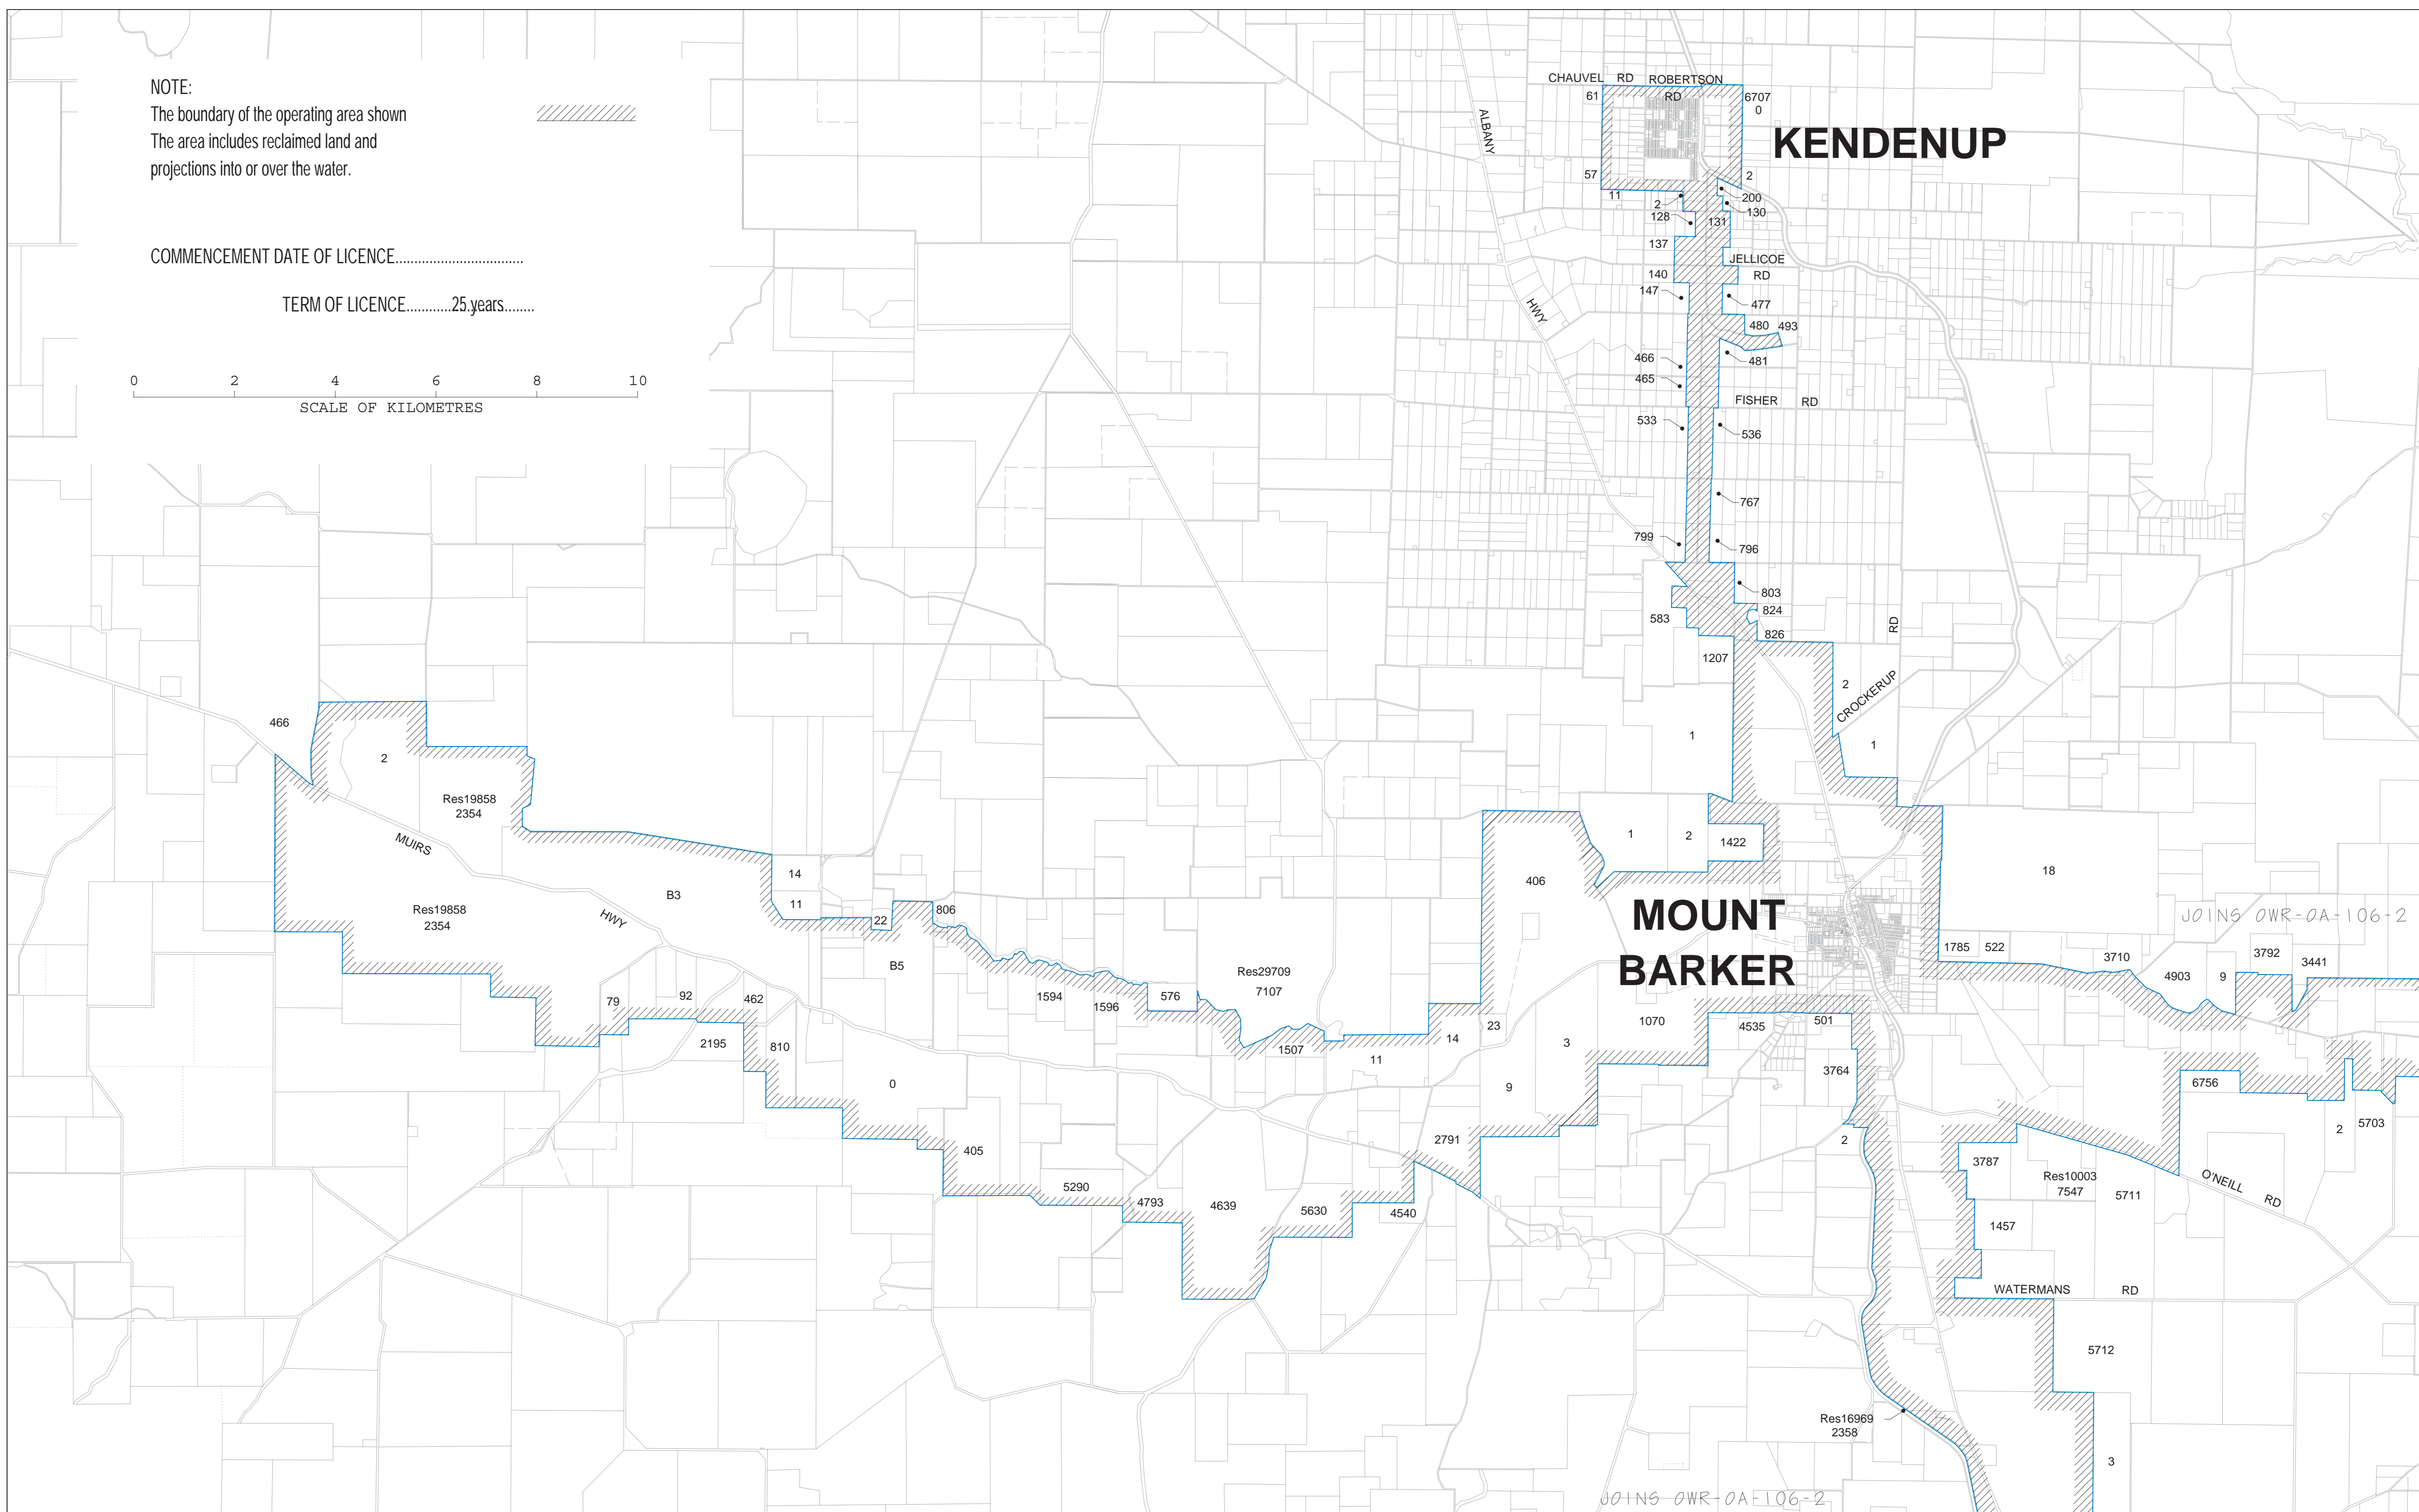 NOTE:
The boundary of the operating area shown
The area includes reclaimed land and
projections into or over the water.
COMMENCEMENT DATE OF LICENCE..................................
TERM OF LICENCE............25.years........
0 2 4 6 8 10
SCALE OF KILOMETRES
CHAUVEL RD ROBERTSON
RD
61
6707
0
KENDENUP
ALBANY
57
2
11
2
200
130
128
131
137
JELLICOE
RD
140
147
477
HWY
480 493
466
481
465
FISHER RD
533
536
767
799
796
803
583
824
826
RD
1207
2
CROCKERUP
466
1
1
2
Res19858
2354
MUIRS
1
2
1422
14
406
18
B3
11
Res19858
2354
HWY
22
806
MOUNT
BARKER
JOINS OWR-OA-106-2
1785
522
3710
3792
3441
4903
9
B5
Res29709
7107
79
92
462
1594
1596
576
23
1070
4535
501
2195
810
1507
14
3
11
3764
0
9
6756
2
5703
2791
2
405
3787
Res10003
7547
5711
O'NEILL RD
5290
4793
4639
5630
4540
1457
WATERMANS RD
5712
Res16969
2358
3
JOINS OWR-OA-106-2